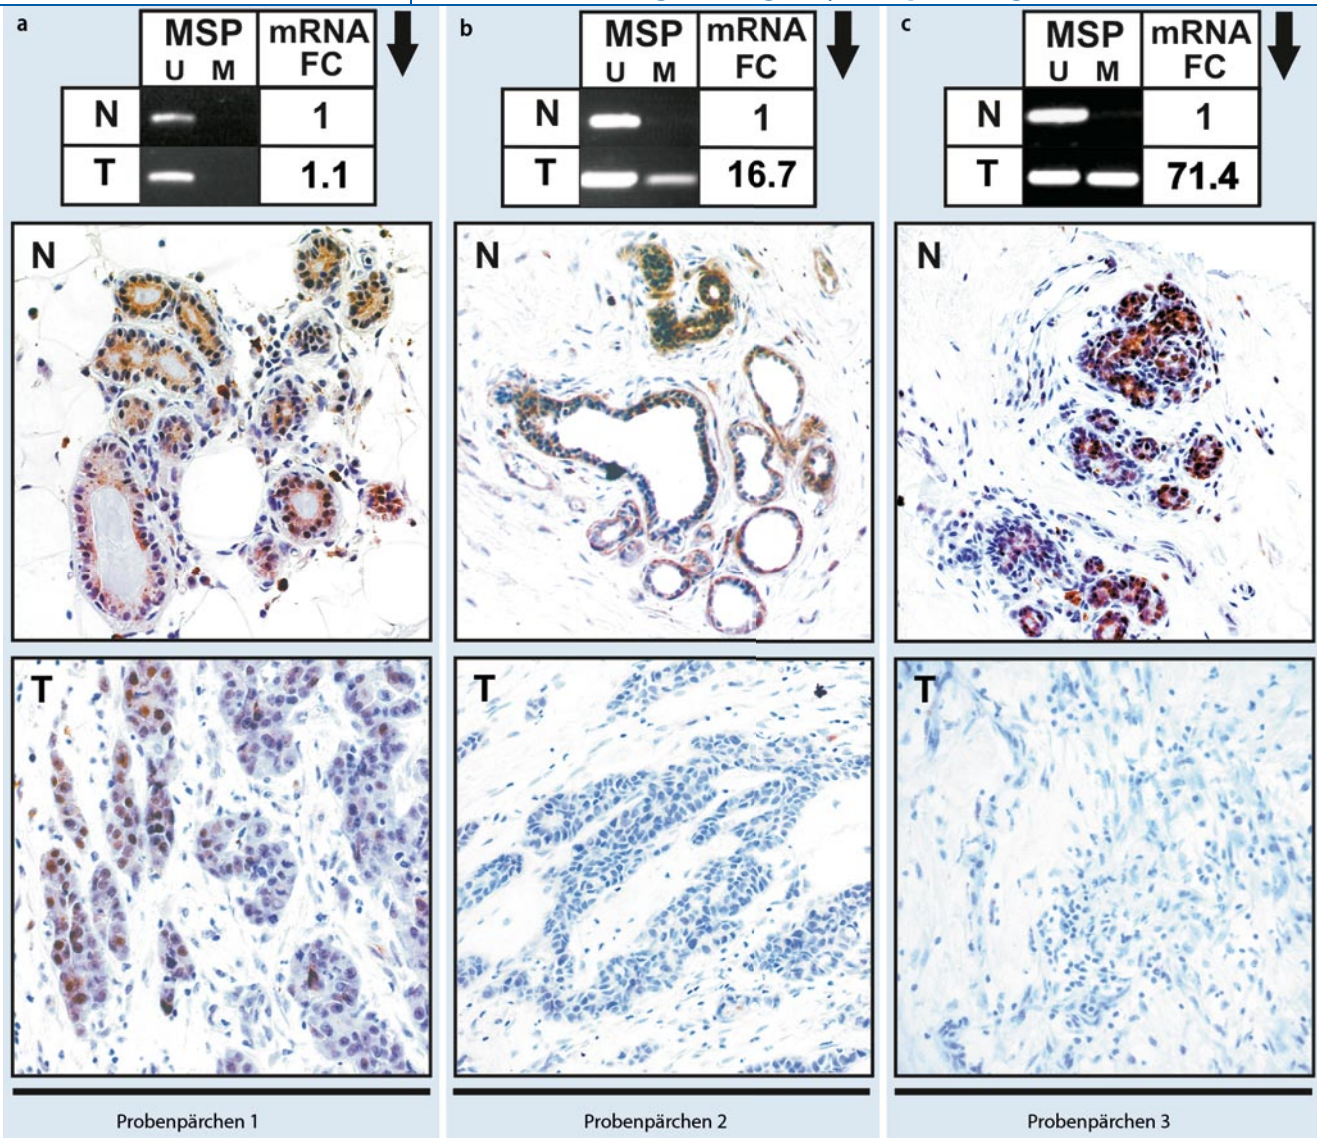 a
MSP mRNA
U M FC
N 1
T 1.1
N
T
Probenpärchen 1
b
MSP mRNA
U M FC
N 1
T 16.7
N
T
Probenpärchen 2
c
MSP mRNA
U M FC
N 1
T 71.4
N
T
Probenpärchen 3